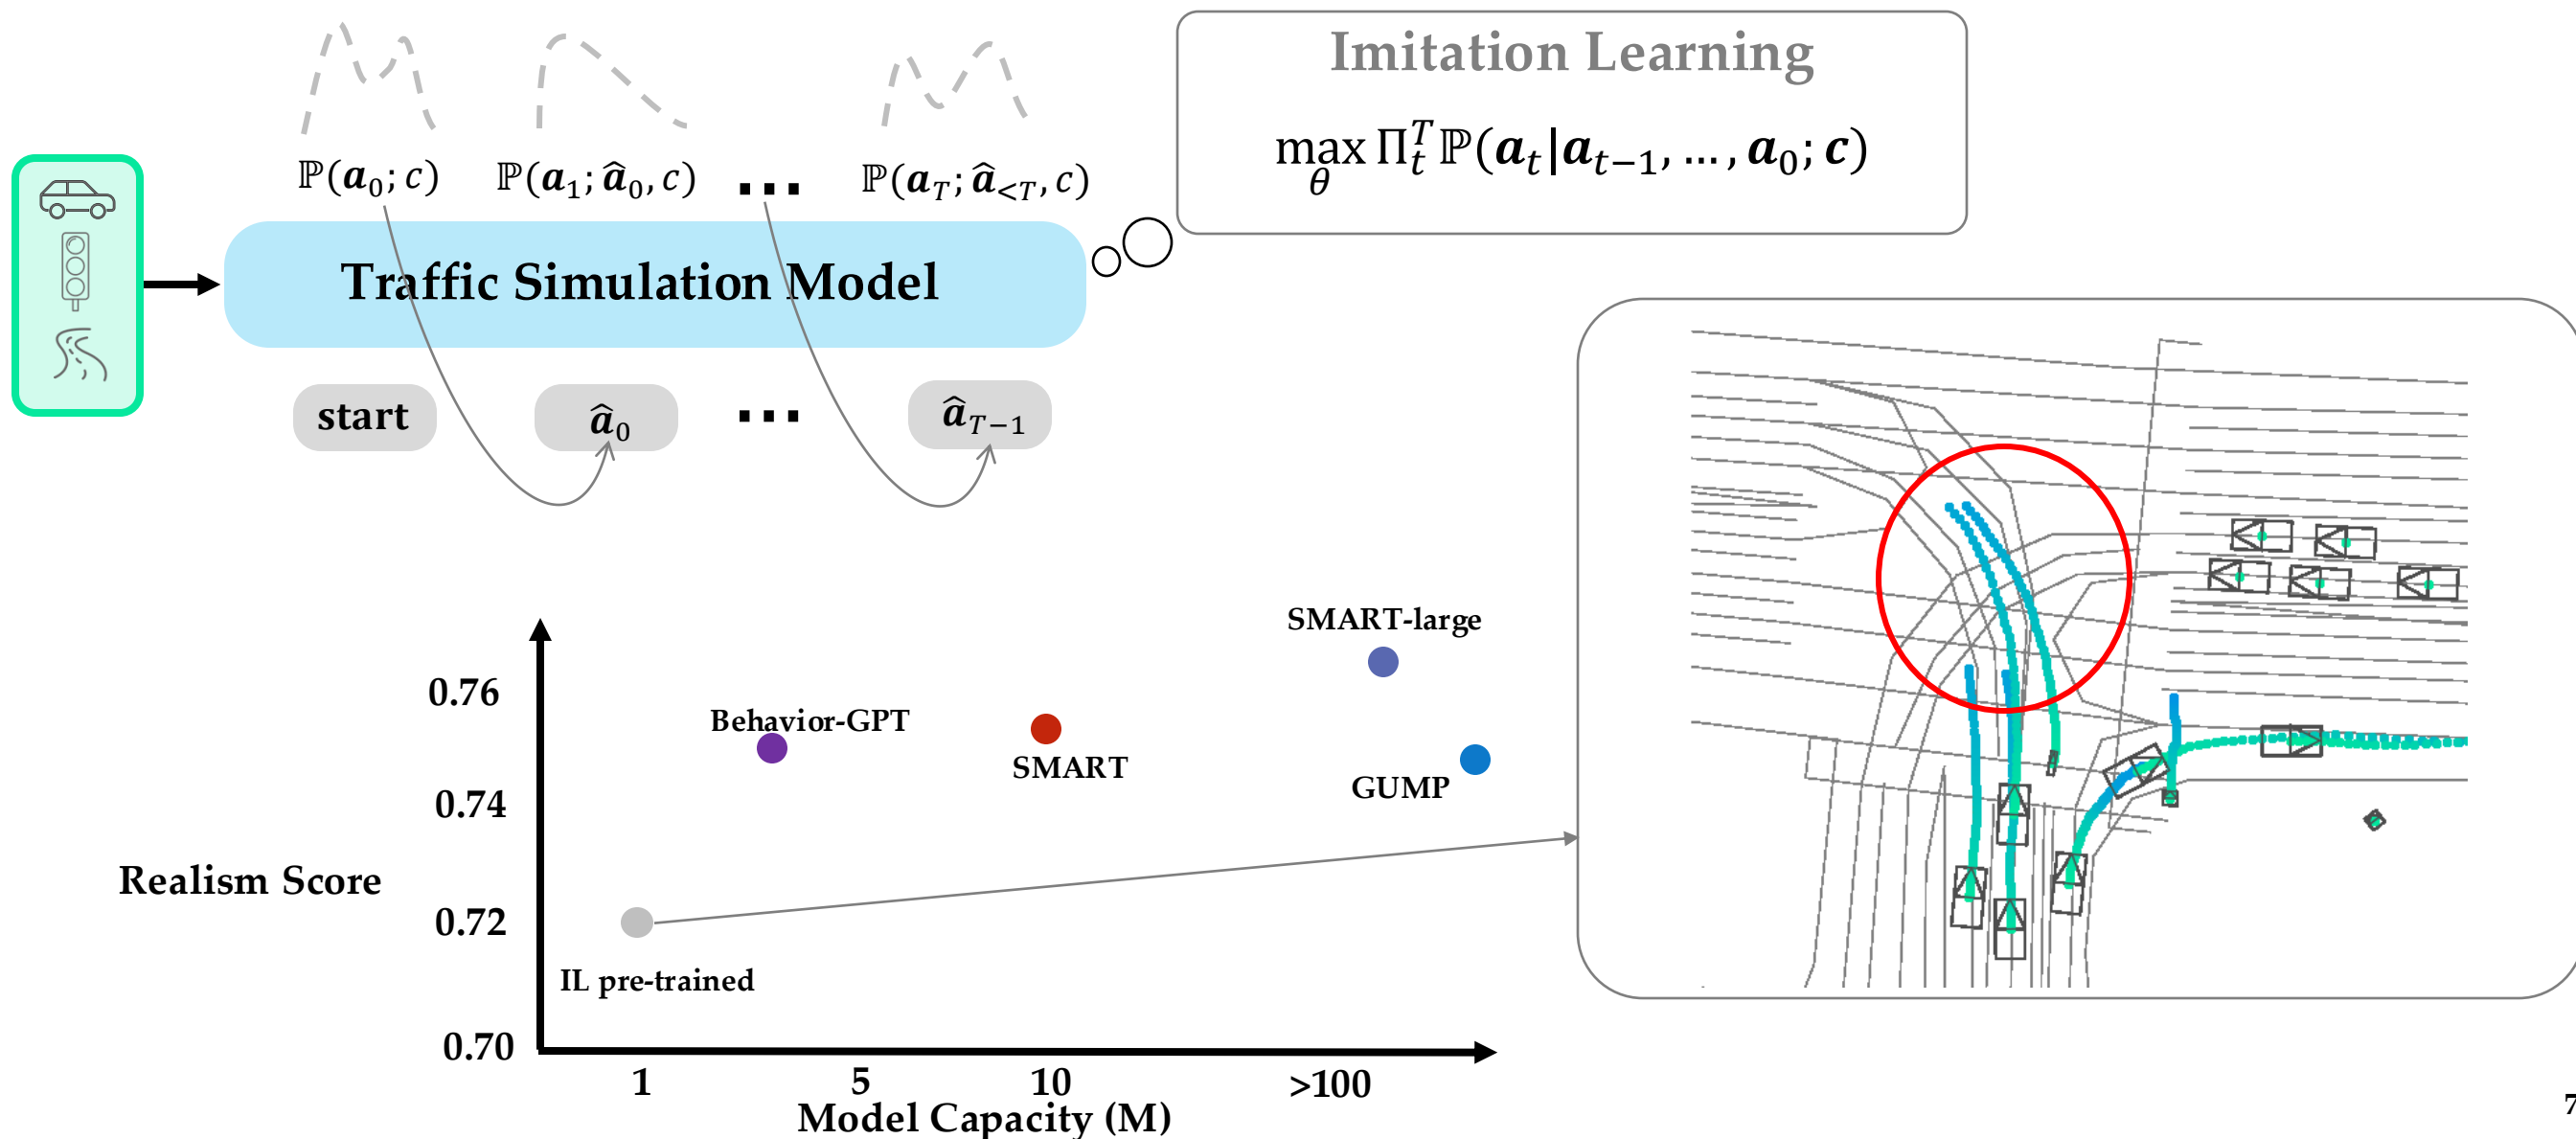 Imitation Learning
max_θ Π_t^T ℙ(a_t|a_{t−1}, …, a_0; c)
ℙ(a_0; c)
ℙ(a_1; â_0, c)
...
ℙ(a_T; â_{<T}, c)
Traffic Simulation Model
start
â_0
...
â_{T−1}
SMART-large
0.76
Behavior-GPT
SMART
GUMP
0.74
Realism Score
0.72
IL pre-trained
0.70
1
5
10
>100
Model Capacity (M)
7